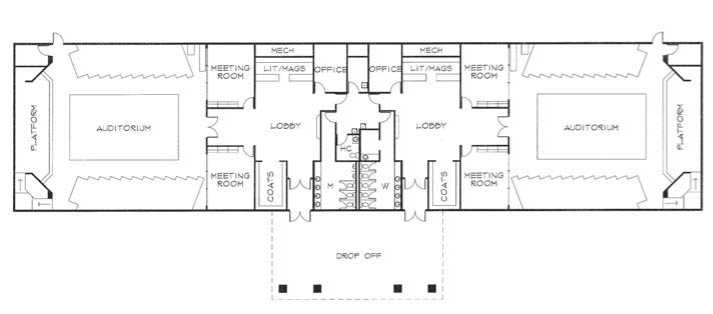 MECH
MECH
MEETING
ROOM
LIT/MAGS
OFFICE
OFFICE
LIT/MAGS
MEETING
ROOM
PLATFORM
AUDITORIUM
LOBBY
LOBBY
AUDITORIUM
PLATFORM
HC
MEETING
ROOM
COATS
M
W
COATS
MEETING
ROOM
DROP OFF